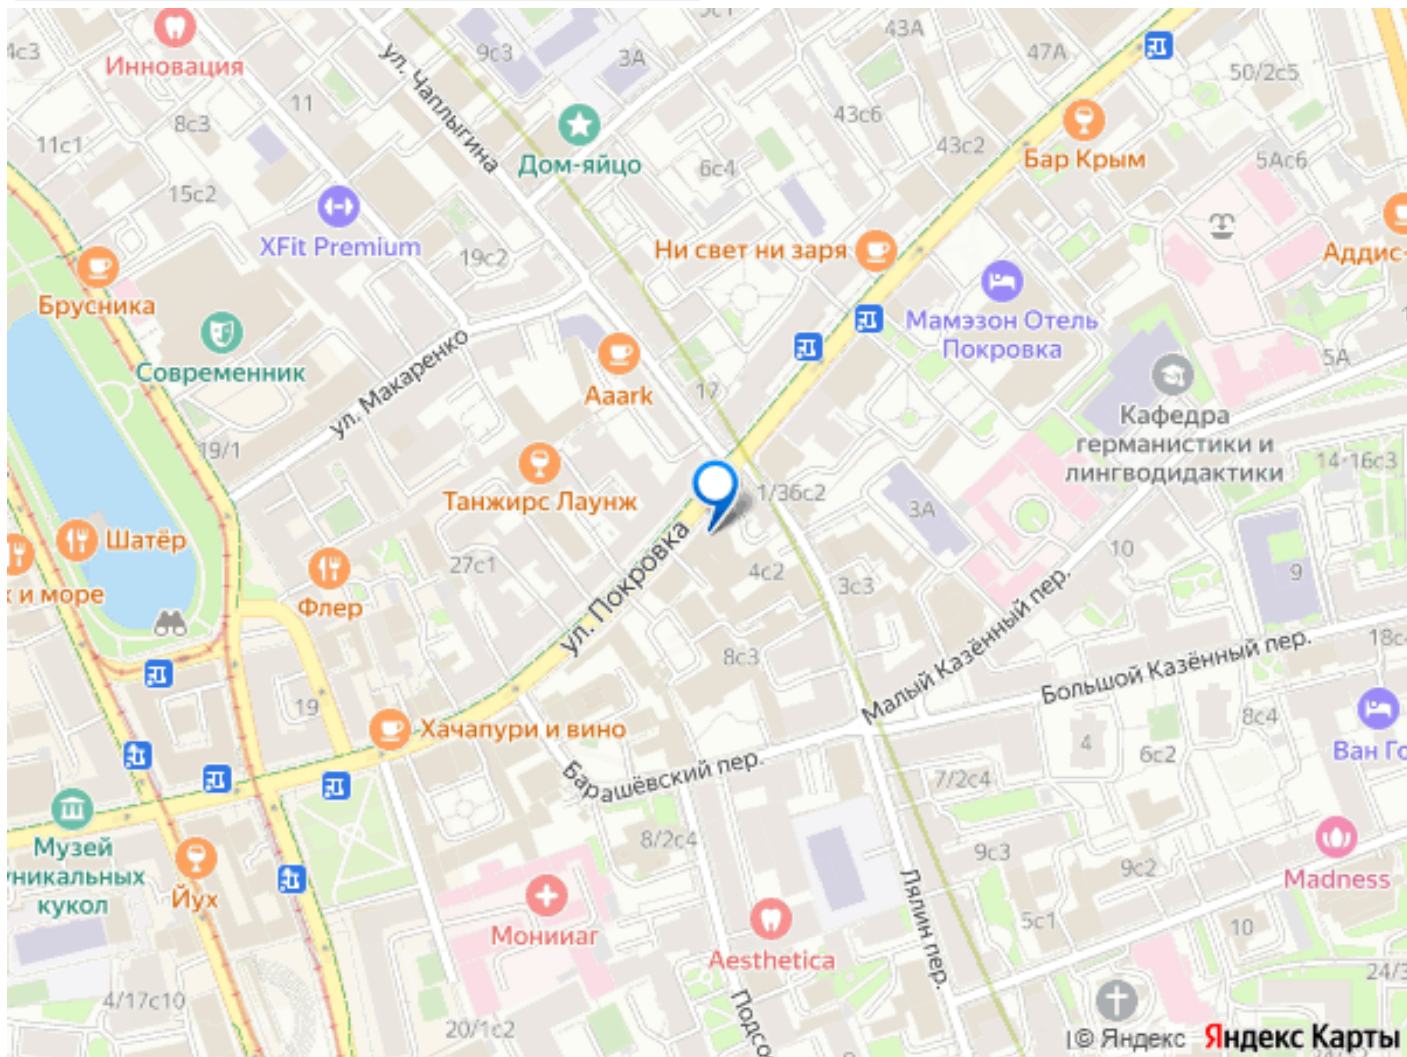 5с1
43А
4с3
9с3
3А
47А
Инновация
ул. Чаплыгина
50/2с5
11
43с6
8с3
11с1
Дом-яйцо
43с2
Бар Крым
5Ас6
6с4
15с2
XFit Premium
19с2
Ни свет ни заря
Аддис-
Брусника
Мамэзон Отель
Покровка
Современник
ул. Макаренко
Aaark
17
5А
Кафедра
германистики и
лингводидактики
19/1
14-16с3
Танжирс Лаунж
1/36с2
3А
Шатёр
ул. Покровка
10
27с1
4с2
3с3
9
х и море
Флер
Малый Казённый пер.
8с3
Большой Казённый пер.
18с
19
Хачапури и вино
8с4
4
6с2
Ван Го
Барашёвский пер.
7/2с4
8/2с4
Музей
уникальных
кукол
9с3
9с2
Madness
Йух
Лялин пер.
Мониаг
5с1
10
Aesthetica
24/3
4/17с10
20/1с2
Подсо
© Яндекс Яндекс Карты